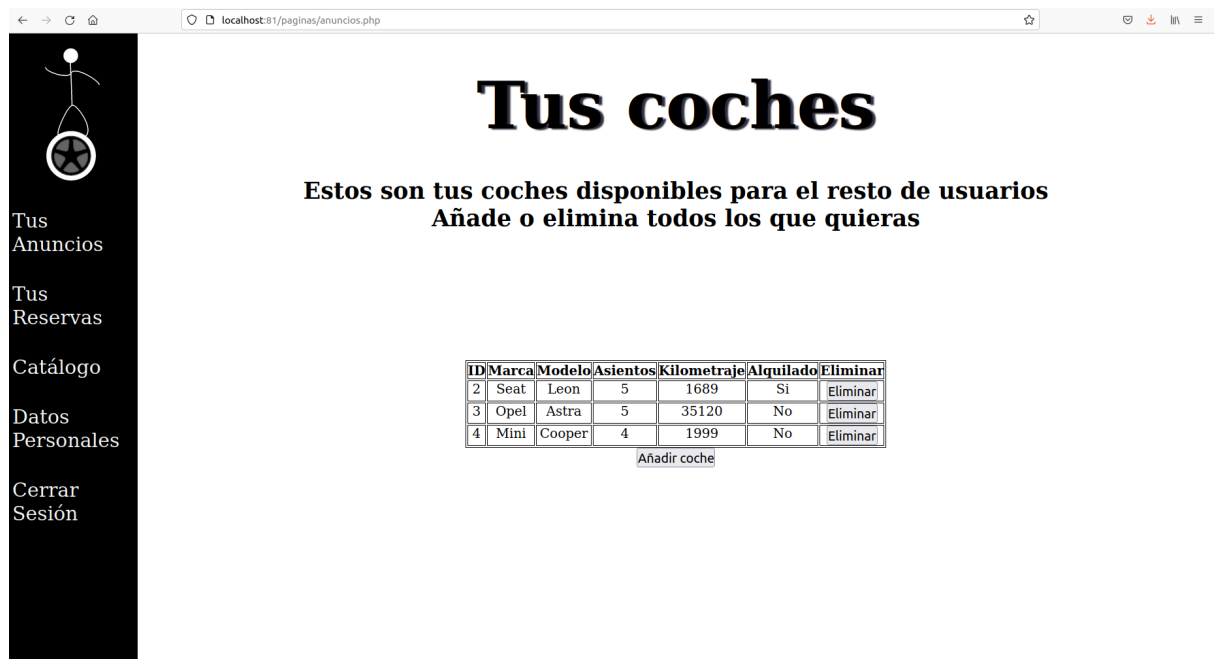 localhost:81/paginas/anuncios.php
Tus coches
Estos son tus coches disponibles para el resto de usuarios
Añade o elimina todos los que quieras
Tus
Anuncios
Tus
Reservas
Catálogo
Datos
Personales
Cerrar
Sesión
ID Marca Modelo Asientos Kilometraje Alquilado Eliminar
2 Seat Leon 5 1689 Si Eliminar
3 Opel Astra 5 35120 No Eliminar
4 Mini Cooper 4 1999 No Eliminar
Añadir coche